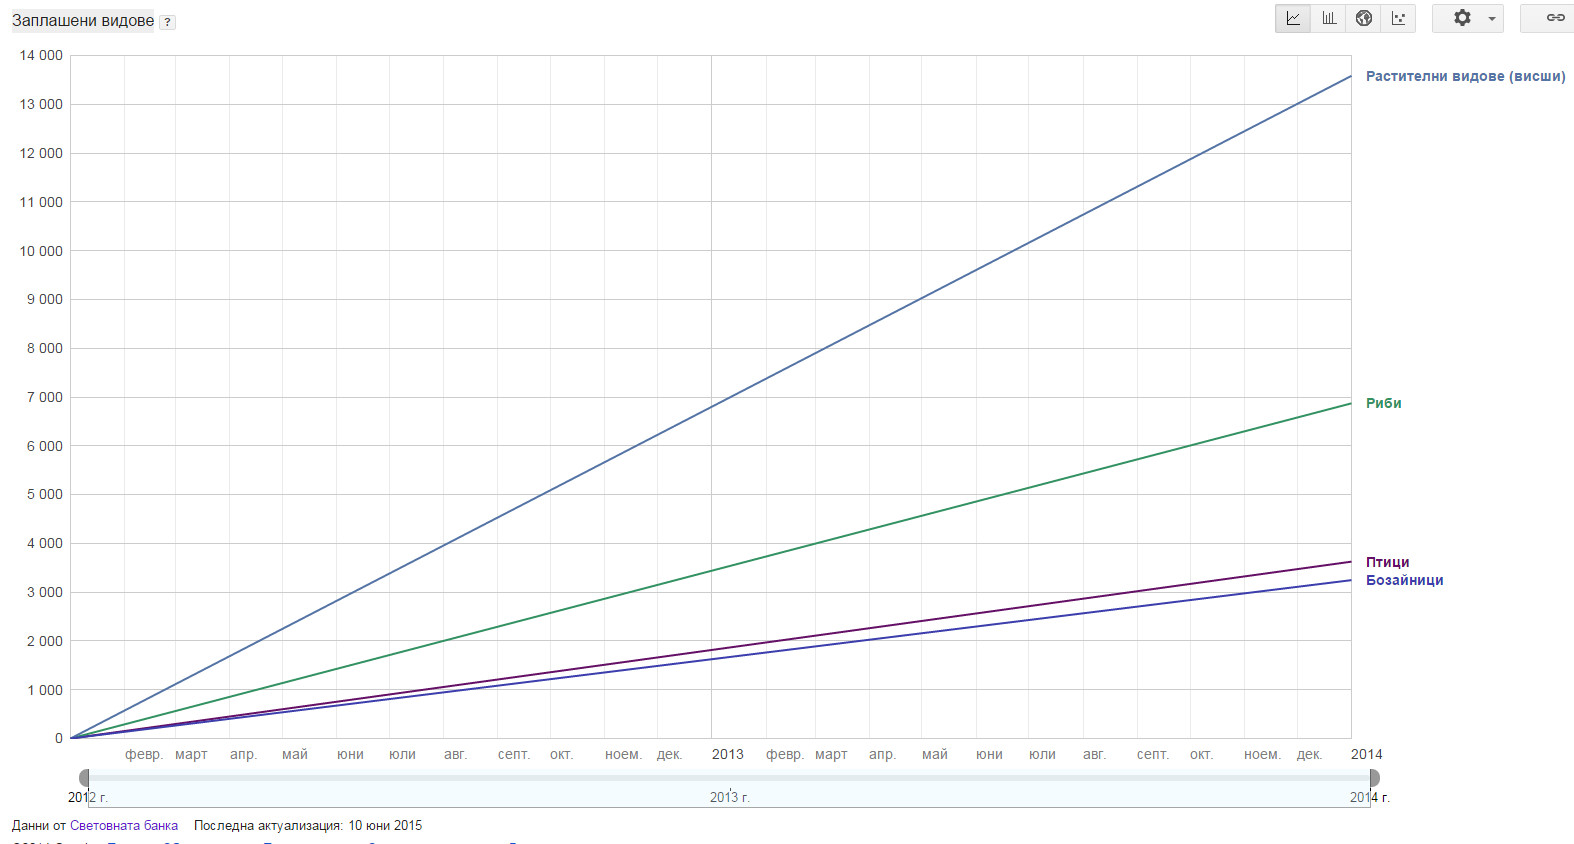 Заплашени видове ?
14 000
Растителни видове (висши)
13 000
12 000
11 000
10 000
9 000
8 000
7 000
Риби
6 000
5 000
4 000
Птици
Бозайници
3 000
2 000
1 000
0
февр. март апр. май юни юли авг. септ. окт. ноем. дек. 2013 февр. март апр. май юни юли авг. септ. окт. ноем. дек. 2014
2012 г. 2013 г. 2014 г.
Данни от Световната банка Последна актуализация: 10 юни 2015